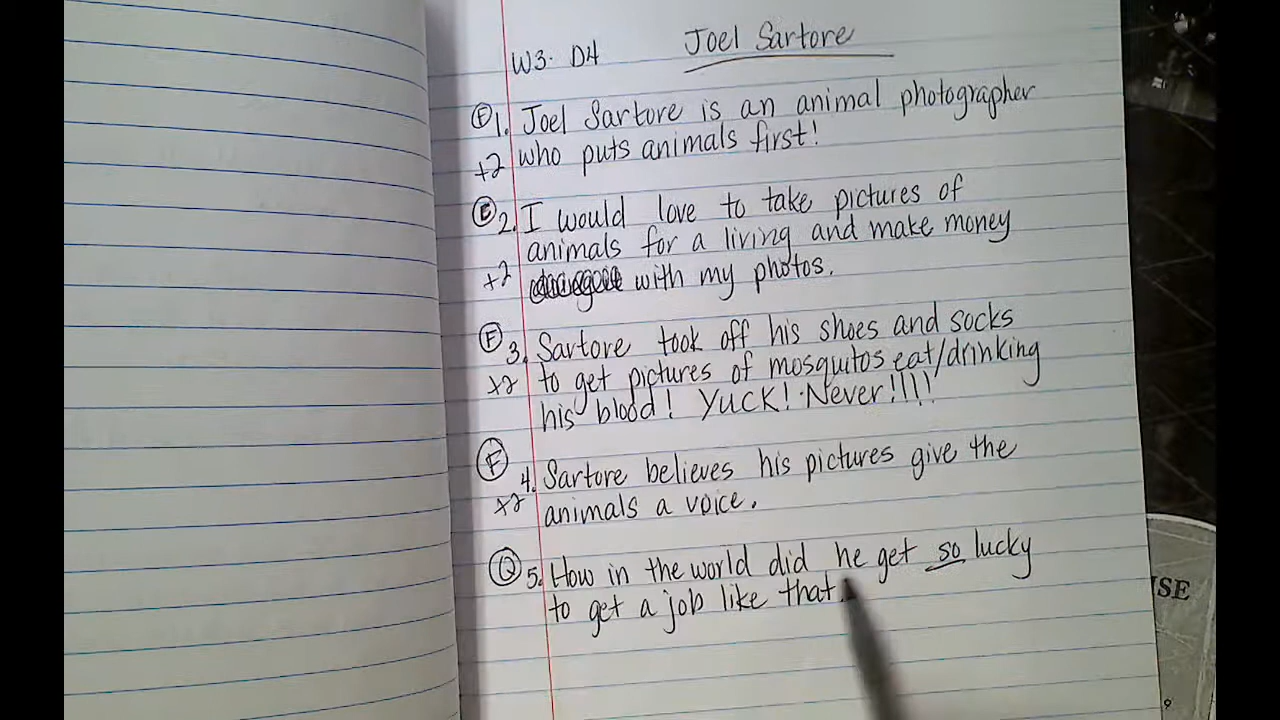 W3. D4 Joel Sartore
Ⓕ 1. Joel Sartore is an animal photographer
+2 who puts animals first!
Ⓔ 2. I would love to take pictures of
animals for a living and make money
+2 with my photos.
Ⓕ 3. Sartore took off his shoes and socks
+2 to get pictures of mosquitos eat/drinking
his blood! Yuck! Never!!!!
Ⓕ 4. Sartore believes his pictures give the
+2 animals a voice.
Ⓠ 5. How in the world did he get so lucky
to get a job like that.
ISE